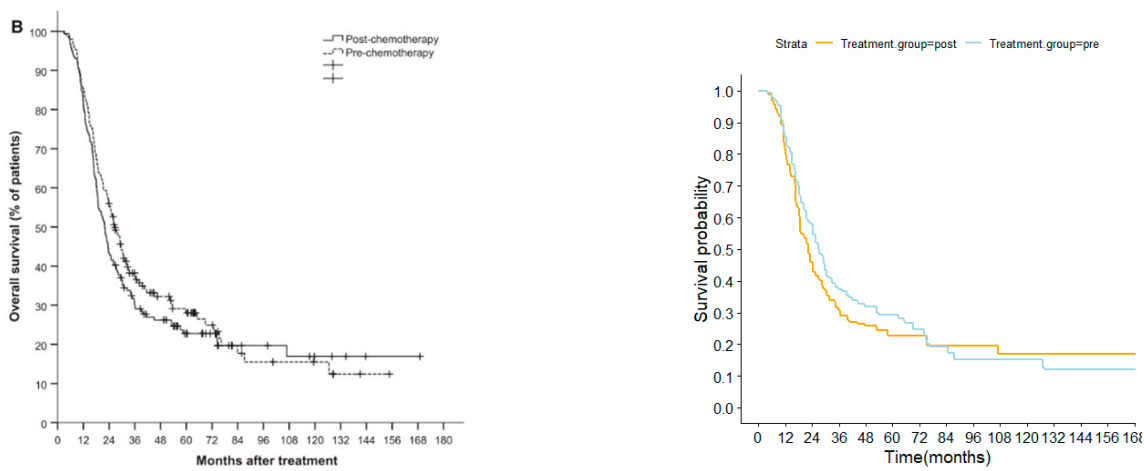 B
Post-chemotherapy
Pre-chemotherapy
Overall survival (% of patients)
100
90
80
70
60
50
40
30
20
10
0
0 12 24 36 48 60 72 84 96 108 120 132 144 156 168 180
Months after treatment
Strata Treatment.group=post Treatment.group=pre
Survival probability
1.0
0.9
0.8
0.7
0.6
0.5
0.4
0.3
0.2
0.1
0.0
0 12 24 36 48 60 72 84 96 108 120 132 144 156 168
Time(months)